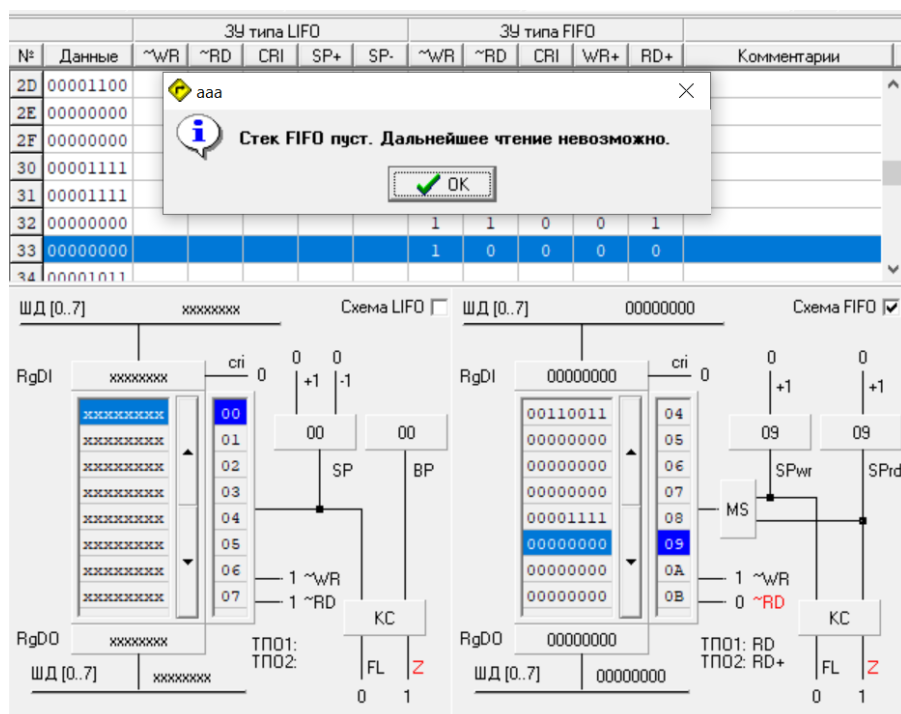 ЗУ типа LIFO ЗУ типа FIFO
№ Данные ~WR ~RD CRI SP+ SP- ~WR ~RD CRI WR+ RD+ Комментарии
2D 00001100
aaa
2E 00000000
Стек FIFO пуст. Дальнейшее чтение невозможно.
2F 00000000
30 00001111
OK
31 00001111
32 00000000 1 1 0 0 1
33 00000000 1 0 0 0 0
34 00001011
ШД [0..7] xxxxxxxx Схема LIFO
RgDI xxxxxxxx cri 0 0 0 +1 -1
xxxxxxxx 00
xxxxxxxx 01 00 00
xxxxxxxx 02 SP BP
xxxxxxxx 03
xxxxxxxx 04
xxxxxxxx 05
xxxxxxxx 06 1 ~WR
xxxxxxxx 07 1 ~RD
КС
RgDO xxxxxxxx ТП01: FL Z
ТП02:
ШД [0..7] xxxxxxxx 0 1
ШД [0..7] 00000000 Схема FIFO
RgDI 00000000 cri 0 0 0 +1 +1
00110011 04
00000000 05 09 09
00000000 06 SPwr SPrd
00000000 07
00001111 08 MS
00000000 09
00000000 0A 1 ~WR
00000000 0B 0 ~RD
КС
RgDO 00000000 ТП01: RD FL Z
ТП02: RD+
ШД [0..7] 00000000 0 1